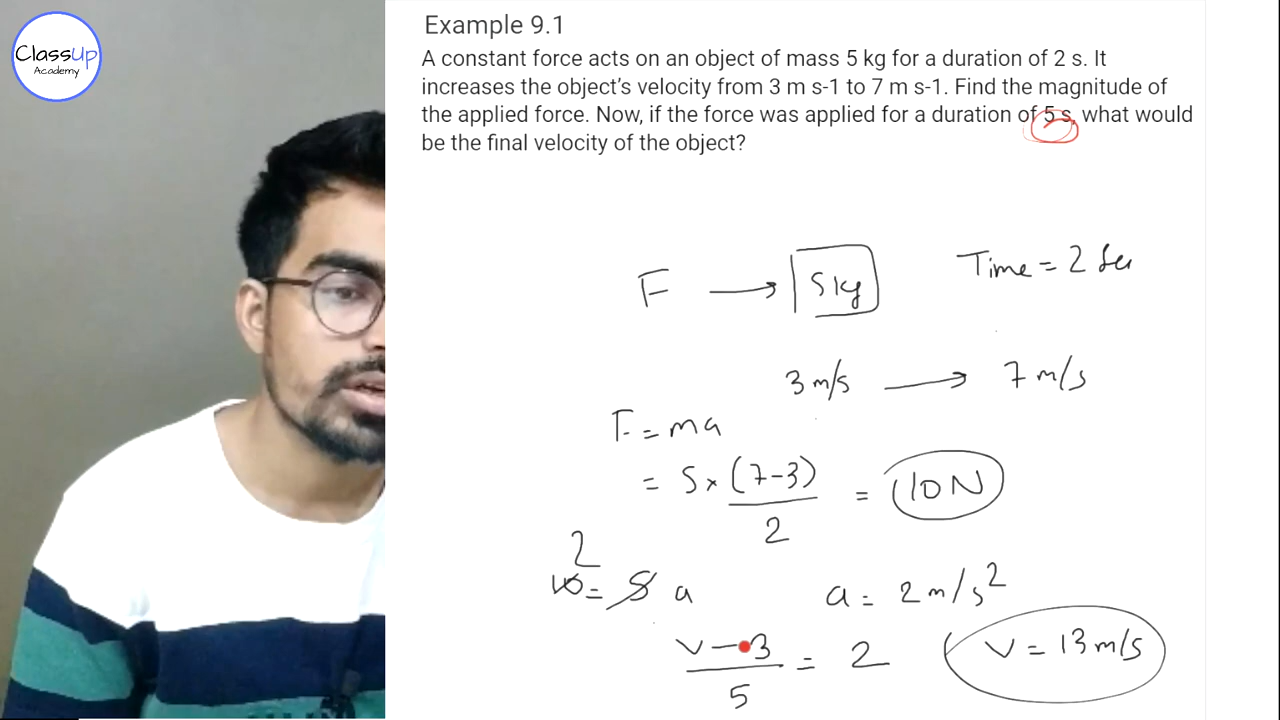 ClassUp
Academy
Example 9.1
A constant force acts on an object of mass 5 kg for a duration of 2 s. It
increases the object's velocity from 3 m s-1 to 7 m s-1. Find the magnitude of
the applied force. Now, if the force was applied for a duration of 5 s, what would
be the final velocity of the object?
F → 5kg Time = 2 Sec
3 m/s → 7 m/s
F = ma
= 5 × (7-3)/2 = 10 N
2
10 = 5 a a = 2 m/s²
v-3/5 = 2 v = 13 m/s